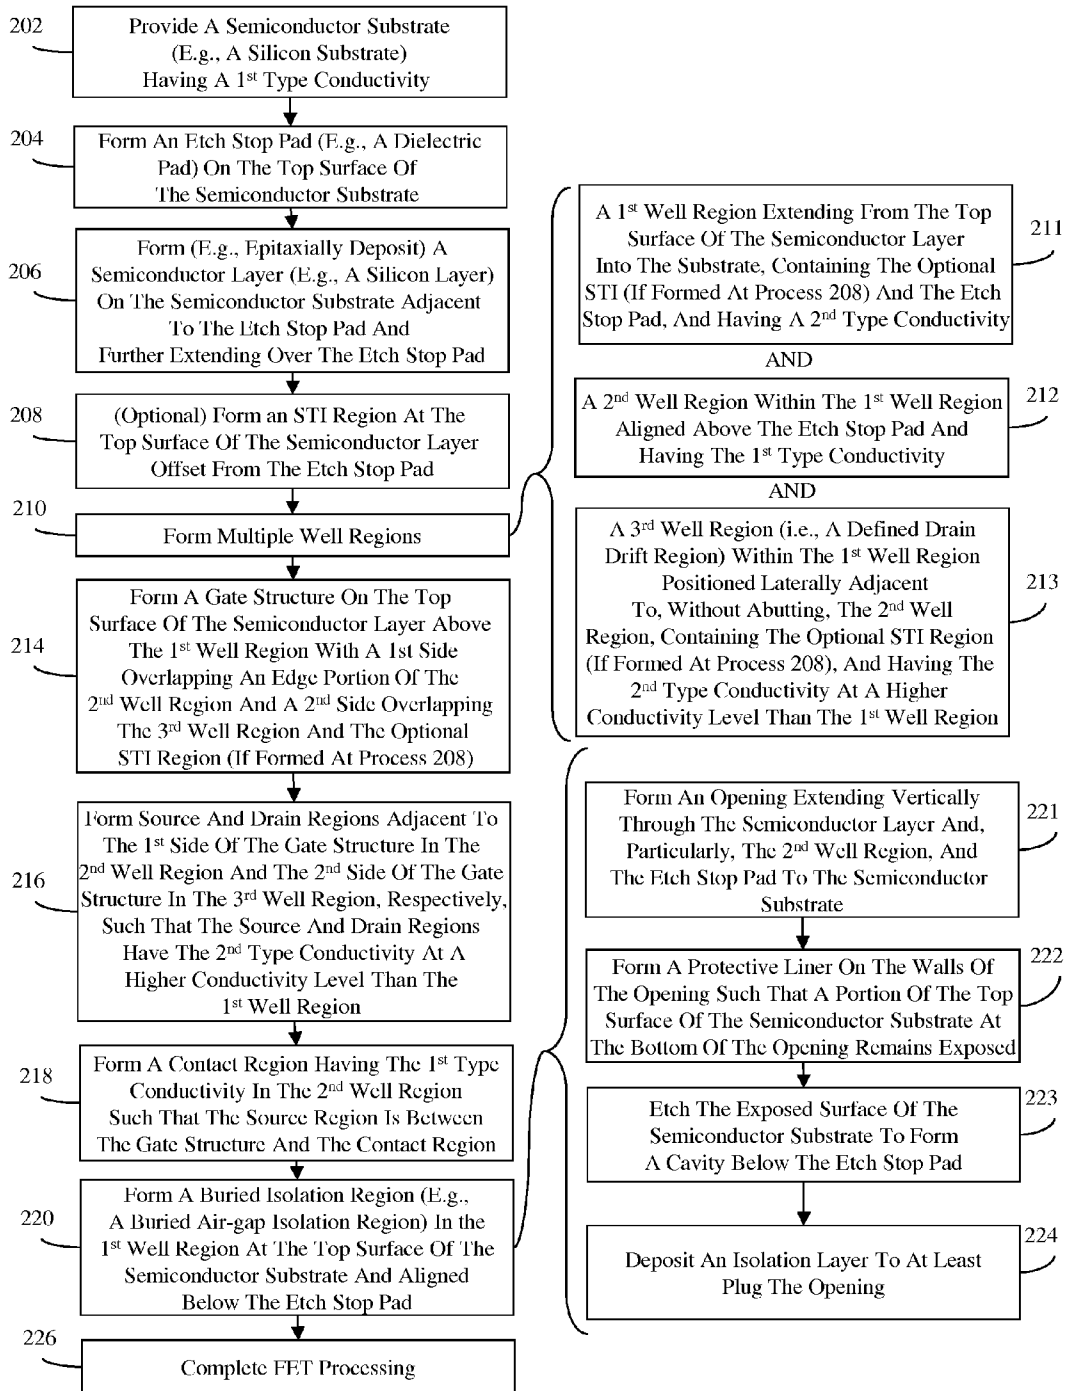 202
Provide A Semiconductor Substrate
(E.g., A Silicon Substrate)
Having A 1st Type Conductivity
204
Form An Etch Stop Pad (E.g., A Dielectric
Pad) On The Top Surface Of
The Semiconductor Substrate
206
Form (E.g., Epitaxially Deposit) A
Semiconductor Layer (E.g., A Silicon Layer)
On The Semiconductor Substrate Adjacent
To The Etch Stop Pad And
Further Extending Over The Etch Stop Pad
208
(Optional) Form an STI Region At The
Top Surface Of The Semiconductor Layer
Offset From The Etch Stop Pad
210
Form Multiple Well Regions
211
A 1st Well Region Extending From The Top
Surface Of The Semiconductor Layer
Into The Substrate, Containing The Optional
STI (If Formed At Process 208) And The Etch
Stop Pad, And Having A 2nd Type Conductivity
AND
212
A 2nd Well Region Within The 1st Well Region
Aligned Above The Etch Stop Pad And
Having The 1st Type Conductivity
AND
213
A 3rd Well Region (i.e., A Defined Drain
Drift Region) Within The 1st Well Region
Positioned Laterally Adjacent
To, Without Abutting, The 2nd Well
Region, Containing The Optional STI Region
(If Formed At Process 208), And Having The
2nd Type Conductivity At A Higher
Conductivity Level Than The 1st Well Region
214
Form A Gate Structure On The Top
Surface Of The Semiconductor Layer Above
The 1st Well Region With A 1st Side
Overlapping An Edge Portion Of The
2nd Well Region And A 2nd Side Overlapping
The 3rd Well Region And The Optional
STI Region (If Formed At Process 208)
216
Form Source And Drain Regions Adjacent To
The 1st Side Of The Gate Structure In The
2nd Well Region And The 2nd Side Of The Gate
Structure In The 3rd Well Region, Respectively,
Such That The Source And Drain Regions
Have The 2nd Type Conductivity At A
Higher Conductivity Level Than The
1st Well Region
218
Form A Contact Region Having The 1st Type
Conductivity In The 2nd Well Region
Such That The Source Region Is Between
The Gate Structure And The Contact Region
220
Form A Buried Isolation Region (E.g.,
A Buried Air-gap Isolation Region) In the
1st Well Region At The Top Surface Of The
Semiconductor Substrate And Aligned
Below The Etch Stop Pad
221
Form An Opening Extending Vertically
Through The Semiconductor Layer And,
Particularly, The 2nd Well Region, And
The Etch Stop Pad To The Semiconductor
Substrate
222
Form A Protective Liner On The Walls Of
The Opening Such That A Portion Of The Top
Surface Of The Semiconductor Substrate At
The Bottom Of The Opening Remains Exposed
223
Etch The Exposed Surface Of The
Semiconductor Substrate To Form
A Cavity Below The Etch Stop Pad
224
Deposit An Isolation Layer To At Least
Plug The Opening
226
Complete FET Processing